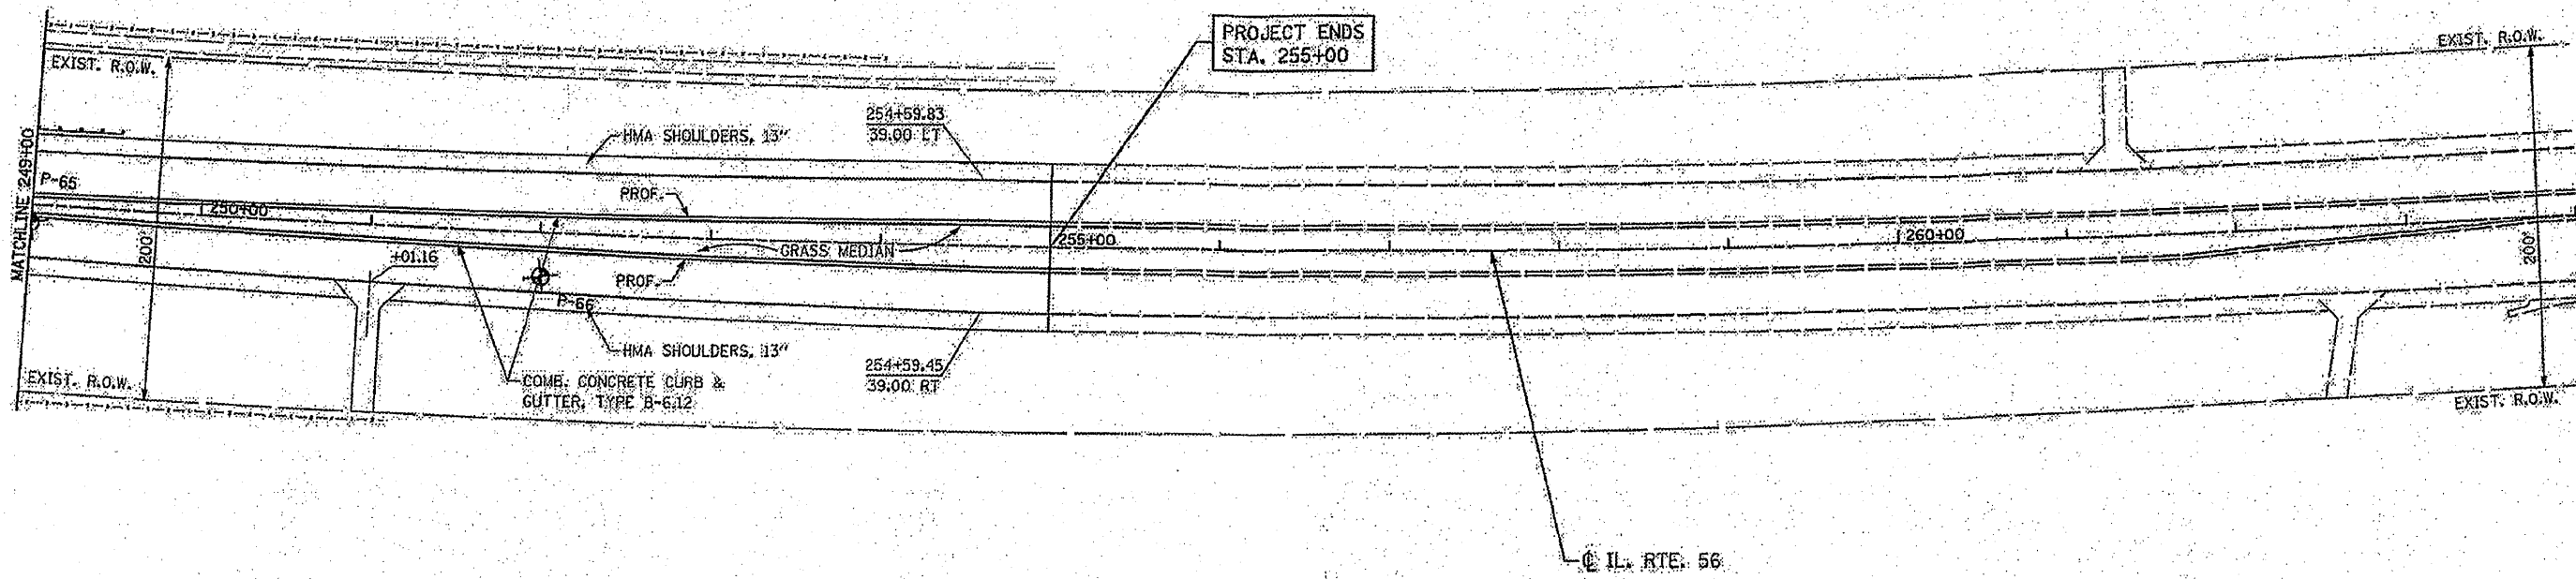 PROJECT ENDS
STA. 255+00
EXIST. R.O.W.
EXIST. R.O.W.
254+59.83
39.00 LT
HMA SHOULDERS, 13"
MATCHLINE 249+00
P-65
PROF.
250+00
255+00
260+00
GRASS MEDIAN
200'
200'
+01.16
PROF.
P-66
HMA SHOULDERS, 13"
254+59.45
39.00 RT
EXIST. R.O.W.
COMB. CONCRETE CURB &
GUTTER, TYPE B-6.12
EXIST. R.O.W.
℄ IL. RTE. 56